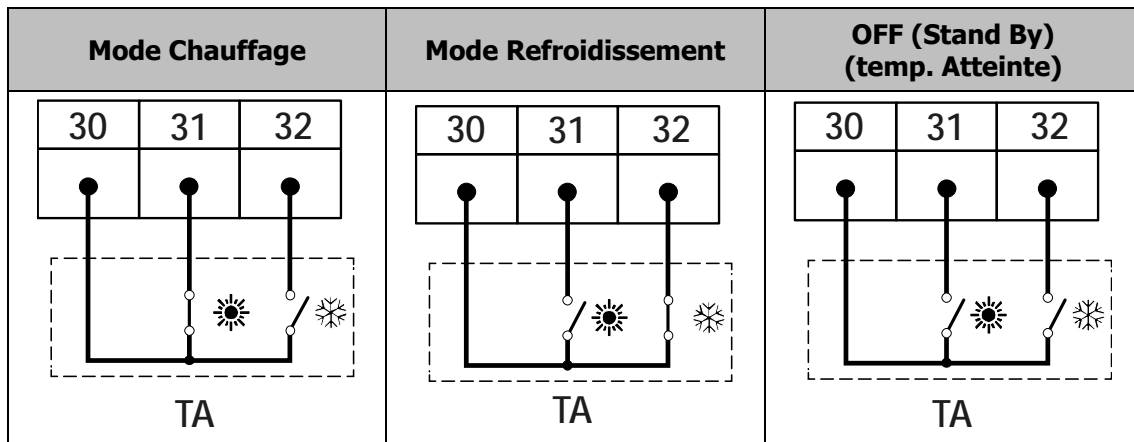 Mode Chauffage
Mode Refroidissement
OFF (Stand By)
(temp. Atteinte)
30 31 32
30 31 32
30 31 32
TA
TA
TA